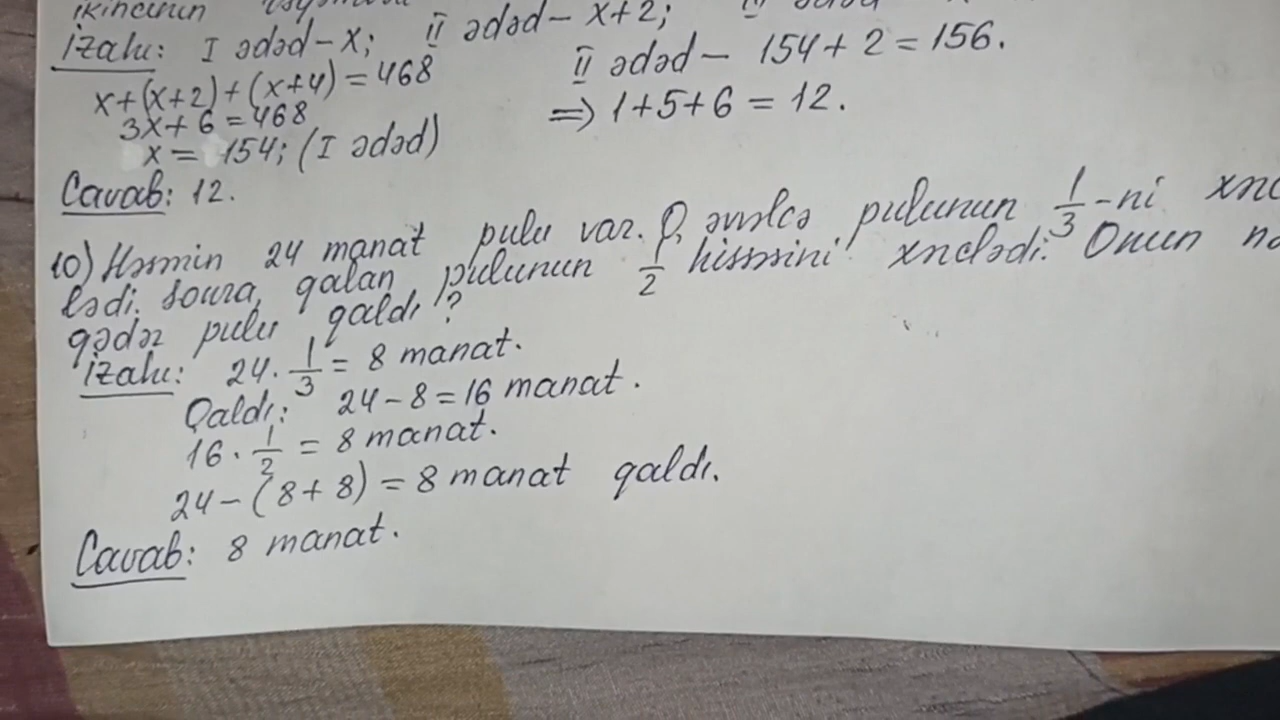 ikincinin
İzahı: I ədəd – x; II ədəd – x+2;
x+(x+2)+(x+4)=468
II ədəd – 154+2=156.
3x+6=468
⇒ 1+5+6=12.
x= 154; (I ədəd)
Cavab: 12.
10) Həsənin 24 manat pulu var. O, əvvəlcə pulunun 1/3-ni xərc
lədi. Sonra, qalan pulunun 1/2 hissəsini xərclədi. Onun nə
qədər pulu qaldı?
İzahı: 24 · 1/3 = 8 manat.
Qaldı: 24-8=16 manat.
16 · 1/2 = 8 manat.
24-(8+8)=8 manat qaldı.
Cavab: 8 manat.